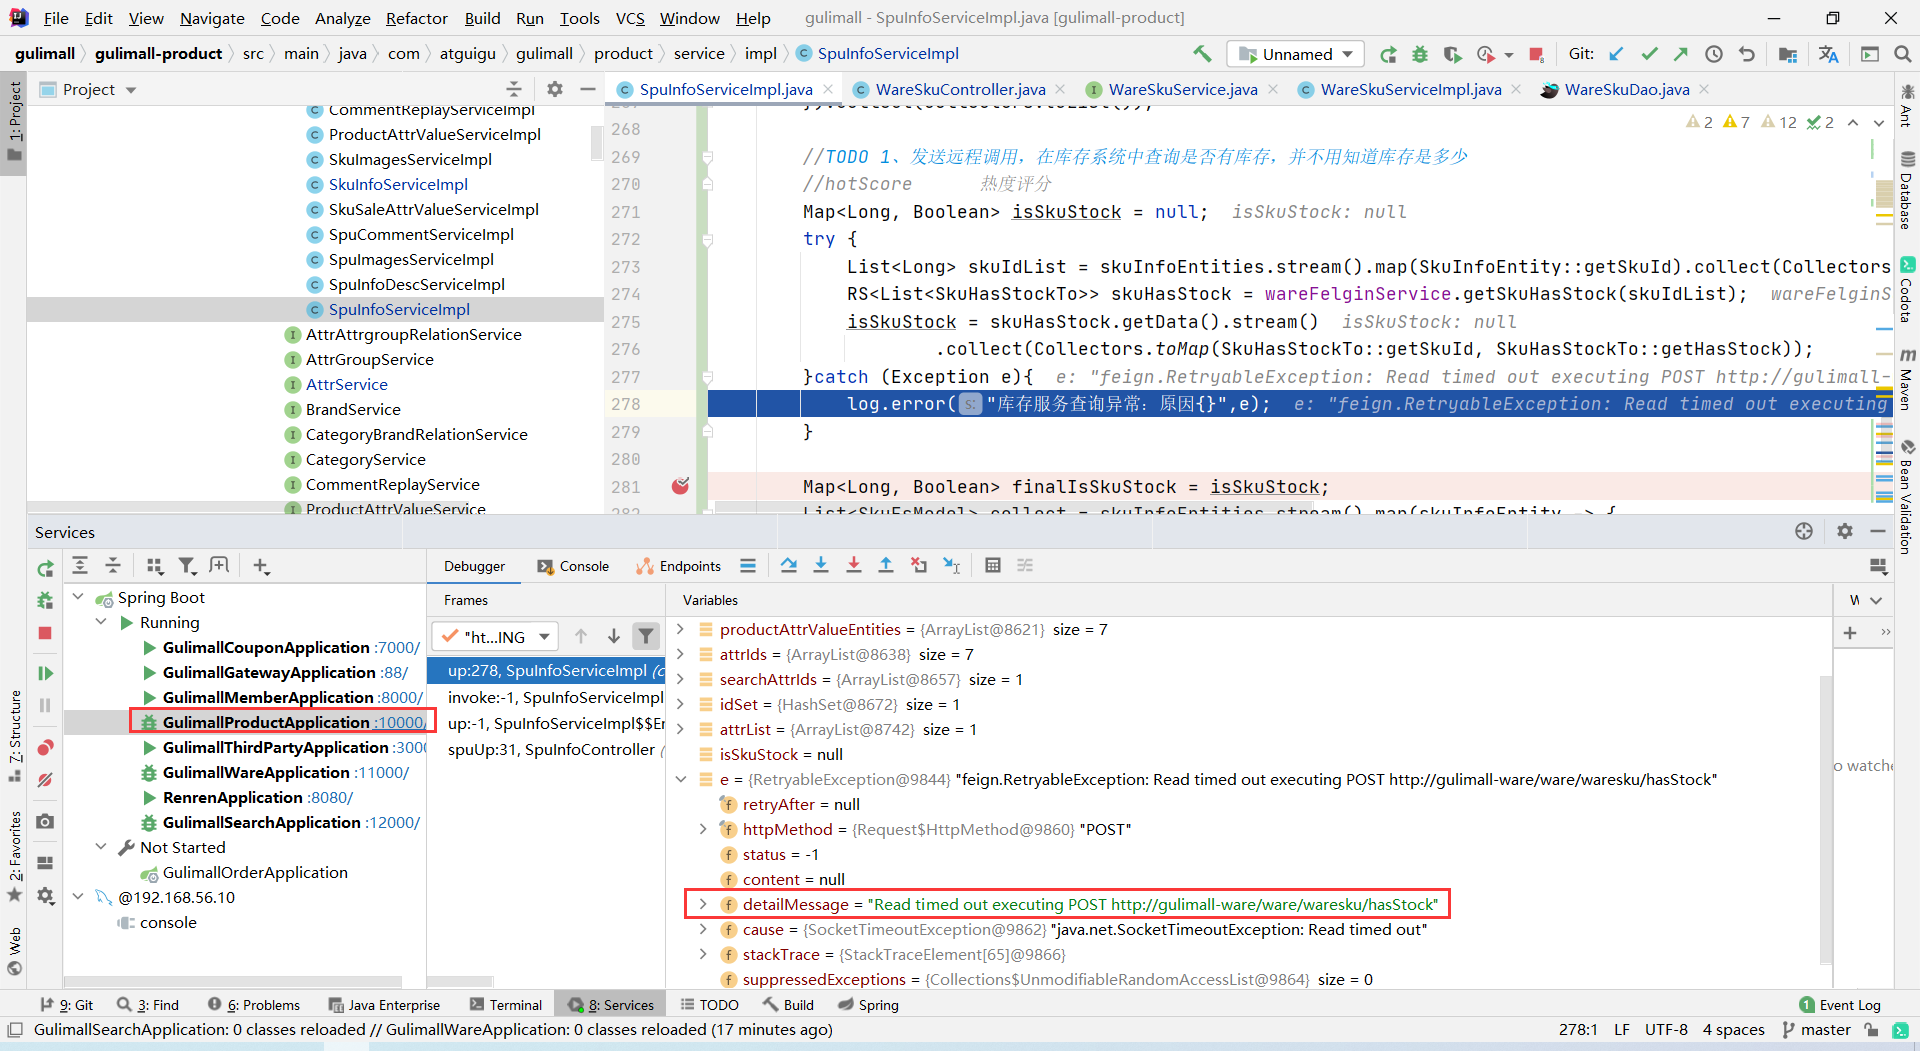 File Edit View Navigate Code Analyze Refactor Build Run Tools VCS Window Help gulimall - SpuInfoServiceImpl.java [gulimall-product]
gulimall gulimall-product src main java com atguigu gulimall product service impl SpuInfoServiceImpl Unnamed Git:
Project SpuInfoServiceImpl.java WareSkuController.java WareSkuService.java WareSkuServiceImpl.java WareSkuDao.java
1: Project
7: Structure
2: Favorites
Web
CommentReplayServiceImpl
ProductAttrValueServiceImpl
SkuImagesServiceImpl
SkuInfoServiceImpl
SkuSaleAttrValueServiceImpl
SpuCommentServiceImpl
SpuImagesServiceImpl
SpuInfoDescServiceImpl
SpuInfoServiceImpl
AttrAttrgroupRelationService
AttrGroupService
AttrService
BrandService
CategoryBrandRelationService
CategoryService
CommentReplayService
ProductAttrValueService
2 7 12 2
268
269 //TODO 1、发送远程调用，在库存系统中查询是否有库存，并不用知道库存是多少
270 //hotScore 热度评分
271 Map<Long, Boolean> isSkuStock = null; isSkuStock: null
272 try {
273 List<Long> skuIdList = skuInfoEntities.stream().map(SkuInfoEntity::getSkuId).collect(Collectors
274 RS<List<SkuHasStockTo>> skuHasStock = wareFelginService.getSkuHasStock(skuIdList); wareFelginS
275 isSkuStock = skuHasStock.getData().stream() isSkuStock: null
276 .collect(Collectors.toMap(SkuHasStockTo::getSkuId, SkuHasStockTo::getHasStock));
277 }catch (Exception e){ e: "feign.RetryableException: Read timed out executing POST http://gulimall-
278 log.error( s: "库存服务查询异常：原因{}",e); e: "feign.RetryableException: Read timed out executing
279 }
280
281 Map<Long, Boolean> finalIsSkuStock = isSkuStock;
282 List<SkuEsModel> collect = skuInfoEntities.stream().map(skuInfoEntity -> {
Ant
Database
Codota
Maven
Bean Validation
Services
Debugger Console Endpoints
Spring Boot
Running
GulimallCouponApplication :7000/
GulimallGatewayApplication :88/
GulimallMemberApplication :8000/
GulimallProductApplication :10000/
GulimallThirdPartyApplication :3000
GulimallWareApplication :11000/
RenrenApplication :8080/
GulimallSearchApplication :12000/
Not Started
GulimallOrderApplication
@192.168.56.10
console
Frames
"ht...ING
up:278, SpuInfoServiceImpl (c
invoke:-1, SpuInfoServiceImpl
up:-1, SpuInfoServiceImpl$$En
spuUp:31, SpuInfoController (
Variables
productAttrValueEntities = {ArrayList@8621} size = 7
attrIds = {ArrayList@8638} size = 7
searchAttrIds = {ArrayList@8657} size = 1
idSet = {HashSet@8672} size = 1
attrList = {ArrayList@8742} size = 1
isSkuStock = null
e = {RetryableException@9844} "feign.RetryableException: Read timed out executing POST http://gulimall-ware/ware/waresku/hasStock"
retryAfter = null
httpMethod = {Request$HttpMethod@9860} "POST"
status = -1
content = null
detailMessage = "Read timed out executing POST http://gulimall-ware/ware/waresku/hasStock"
cause = {SocketTimeoutException@9862} "java.net.SocketTimeoutException: Read timed out"
stackTrace = {StackTraceElement[65]@9866}
suppressedExceptions = {Collections$UnmodifiableRandomAccessList@9864} size = 0
W
o watche
9: Git 3: Find 6: Problems Java Enterprise Terminal 8: Services TODO Build Spring 1 Event Log
GulimallSearchApplication: 0 classes reloaded // GulimallWareApplication: 0 classes reloaded (17 minutes ago) 278:1 LF UTF-8 4 spaces master